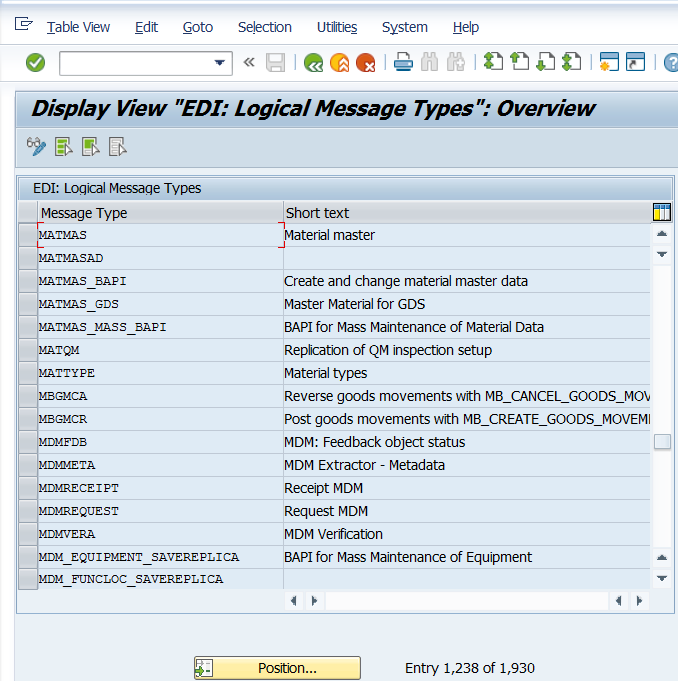 Table View Edit Goto Selection Utilities System Help
Display View "EDI: Logical Message Types": Overview
EDI: Logical Message Types
Message Type Short text
MATMAS Material master
MATMASAD
MATMAS_BAPI Create and change material master data
MATMAS_GDS Master Material for GDS
MATMAS_MASS_BAPI BAPI for Mass Maintenance of Material Data
MATQM Replication of QM inspection setup
MATTYPE Material types
MBGMCA Reverse goods movements with MB_CANCEL_GOODS_MOV
MBGMCR Post goods movements with MB_CREATE_GOODS_MOVEM
MDMFDB MDM: Feedback object status
MDMMETA MDM Extractor - Metadata
MDMRECEIPT Receipt MDM
MDMREQUEST Request MDM
MDMVERA MDM Verification
MDM_EQUIPMENT_SAVEREPLICA BAPI for Mass Maintenance of Equipment
MDM_FUNCLOC_SAVEREPLICA
Position... Entry 1,238 of 1,930